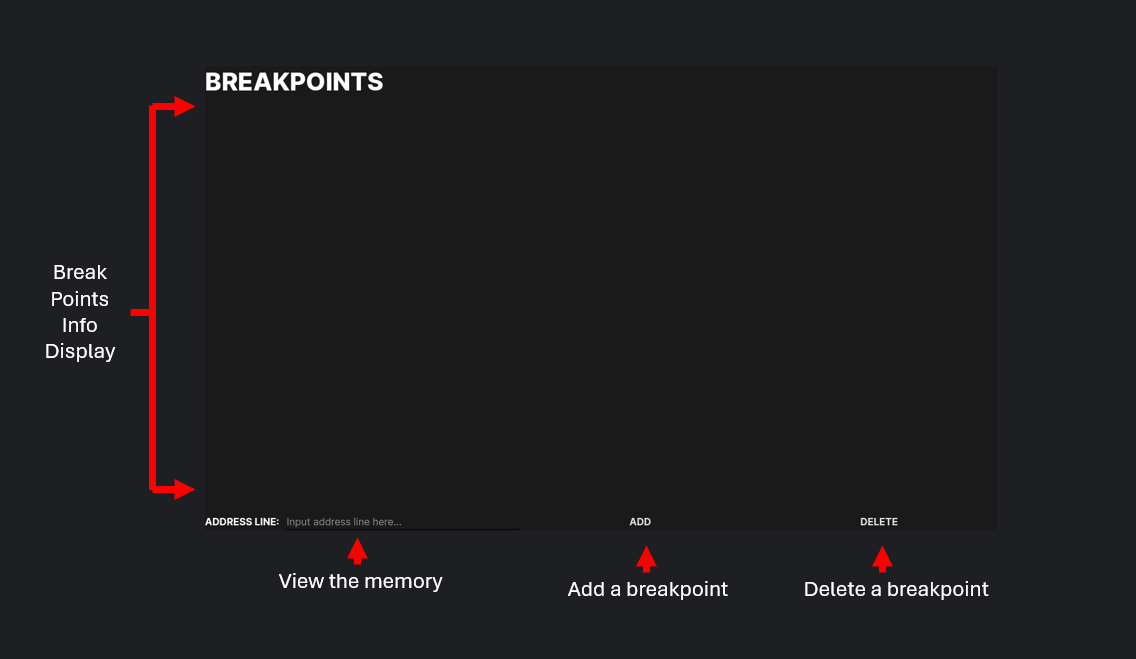 BREAKPOINTS
Break
Points
Info
Display
ADDRESS LINE: Input address line here... ADD DELETE
View the memory
Add a breakpoint
Delete a breakpoint